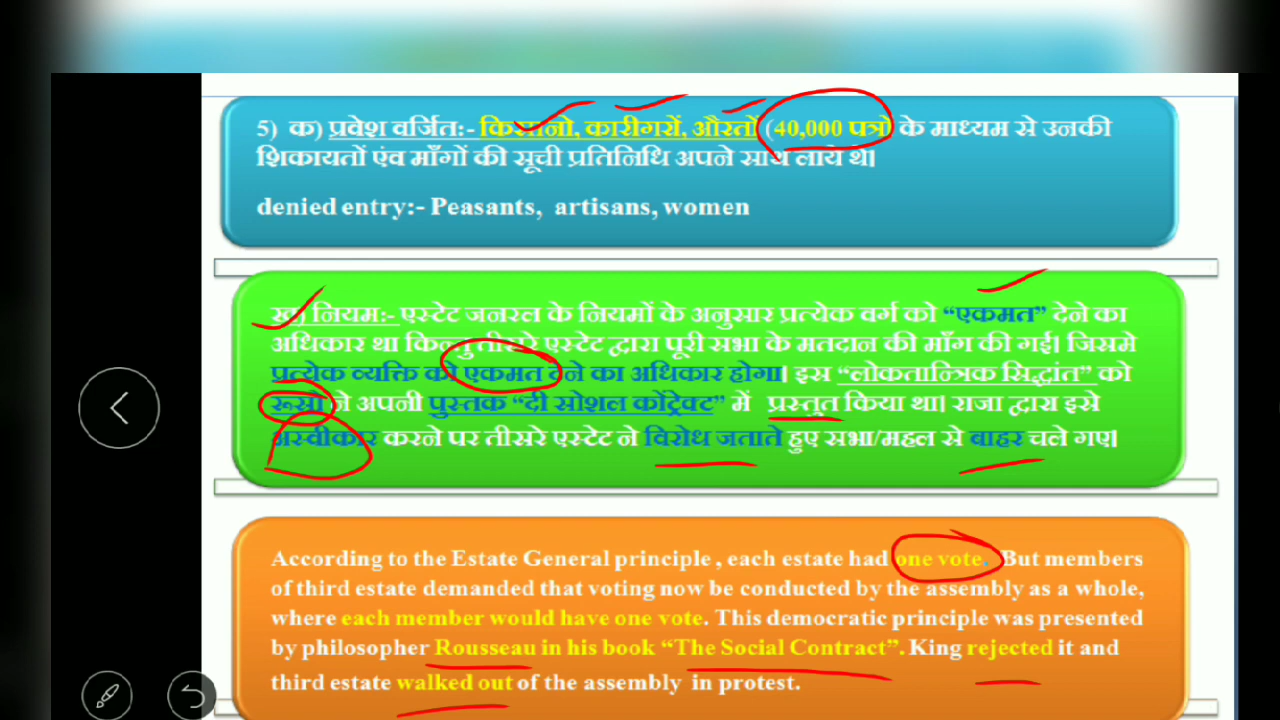 5) क) प्रवेश वर्जितः- किसानो, कारीगरों, औरतों (40,000 पत्रो के माध्यम से उनकी
शिकायतों एंव माँगों की सूची प्रतिनिधि अपने साथ लाये थे।
denied entry:- Peasants, artisans, women
ख) नियमः- एस्टेट जनरल के नियमों के अनुसार प्रत्येक वर्ग को “एकमत” देने का
अधिकार था किन्तु तीसरे एस्टेट द्वारा पूरी सभा के मतदान की माँग की गई। जिसमे
प्रत्येक व्यक्ति को एकमत देने का अधिकार होगा। इस “लोकतान्त्रिक सिद्धांत” को
रूसो ने अपनी पुस्तक “दी सोशल कोंट्रेक्ट” में प्रस्तुत किया था। राजा द्वारा इसे
अस्वीकार करने पर तीसरे एस्टेट ने विरोध जताते हुए सभा/महल से बाहर चले गए।
According to the Estate General principle , each estate had one vote. But members
of third estate demanded that voting now be conducted by the assembly as a whole,
where each member would have one vote. This democratic principle was presented
by philosopher Rousseau in his book “The Social Contract”. King rejected it and
third estate walked out of the assembly in protest.